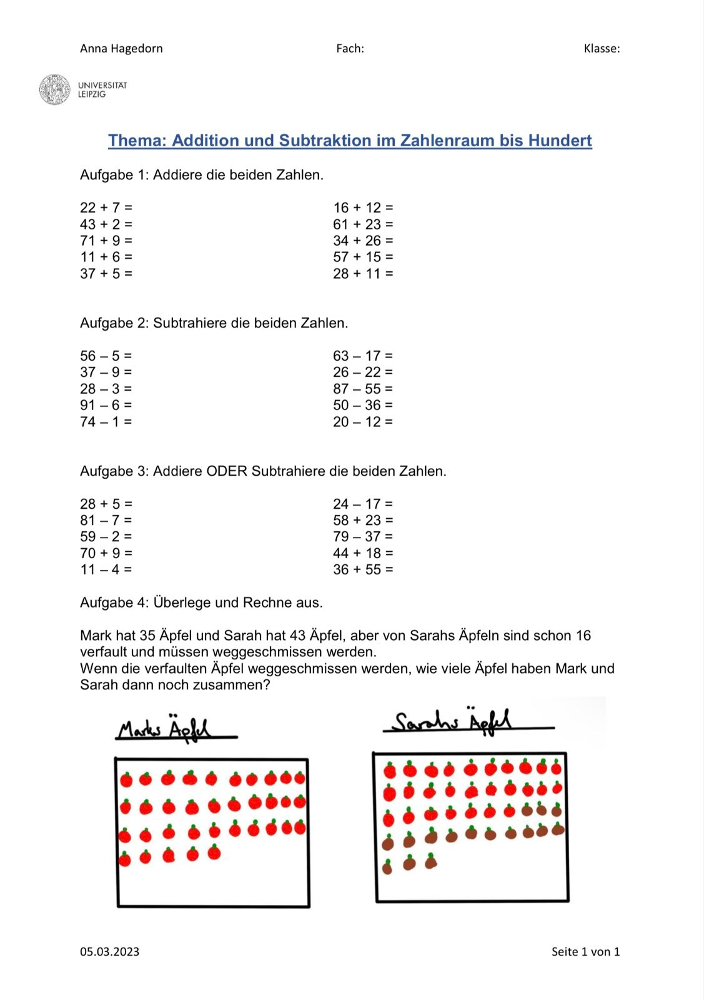 Anna Hagedorn Fach: Klasse:
UNIVERSITÄT
LEIPZIG
Thema: Addition und Subtraktion im Zahlenraum bis Hundert
Aufgabe 1: Addiere die beiden Zahlen.
22 + 7 = 16 + 12 =
43 + 2 = 61 + 23 =
71 + 9 = 34 + 26 =
11 + 6 = 57 + 15 =
37 + 5 = 28 + 11 =
Aufgabe 2: Subtrahiere die beiden Zahlen.
56 – 5 = 63 – 17 =
37 – 9 = 26 – 22 =
28 – 3 = 87 – 55 =
91 – 6 = 50 – 36 =
74 – 1 = 20 – 12 =
Aufgabe 3: Addiere ODER Subtrahiere die beiden Zahlen.
28 + 5 = 24 – 17 =
81 – 7 = 58 + 23 =
59 – 2 = 79 – 37 =
70 + 9 = 44 + 18 =
11 – 4 = 36 + 55 =
Aufgabe 4: Überlege und Rechne aus.
Mark hat 35 Äpfel und Sarah hat 43 Äpfel, aber von Sarahs Äpfeln sind schon 16
verfault und müssen weggeschmissen werden.
Wenn die verfaulten Äpfel weggeschmissen werden, wie viele Äpfel haben Mark und
Sarah dann noch zusammen?
Marks Äpfel Sarahs Äpfel
05.03.2023 Seite 1 von 1